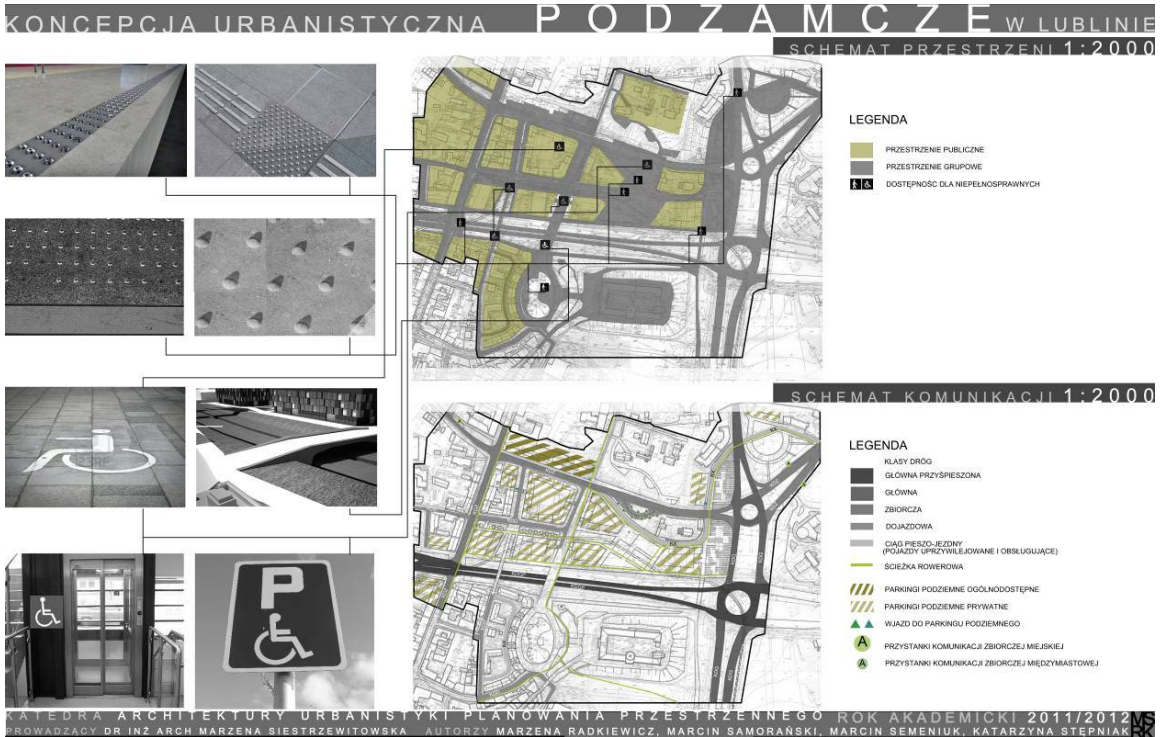 KONCEPCJA URBANISTYCZNA PODZAMCZE W LUBLINIE
SCHEMAT PRZESTRZENI 1:2000
LEGENDA
PRZESTRZENIE PUBLICZNE
PRZESTRZENIE GRUPOWE
DOSTĘPNOŚC DLA NIEPEŁNOSPRAWNYCH
SCHEMAT KOMUNIKACJI 1:2000
LEGENDA
KLASY DRÓG
GŁÓWNA PRZYŚPIESZONA
GŁÓWNA
ZBIORCZA
DOJAZDOWA
CIĄG PIESZO-JEZDNY
(POJAZDY UPRZYWILEJOWANE I OBSŁUGUJĄCE)
ŚCIEŻKA ROWEROWA
PARKINGI PODZIEMNE OGÓLNODOSTĘPNE
PARKINGI PODZIEMNE PRYWATNE
WJAZD DO PARKINGU PODZIEMNEGO
A PRZYSTANKI KOMUNIKACJI ZBIORCZEJ MIEJSKIEJ
A PRZYSTANKI KOMUNIKACJI ZBIORCZEJ MIĘDZYMIASTOWEJ
P
KATEDRA ARCHITEKTURY URBANISTYKI PLANOWANIA PRZESTRZENNEGO ROK AKADEMICKI 2011/2012
PROWADZĄCY DR INŻ ARCH MARZENA SIESTRZEWITOWSKA AUTORZY MARZENA RADKIEWICZ, MARCIN SAMORAŃSKI, MARCIN SEMENIUK, KATARZYNA STĘPNIAK